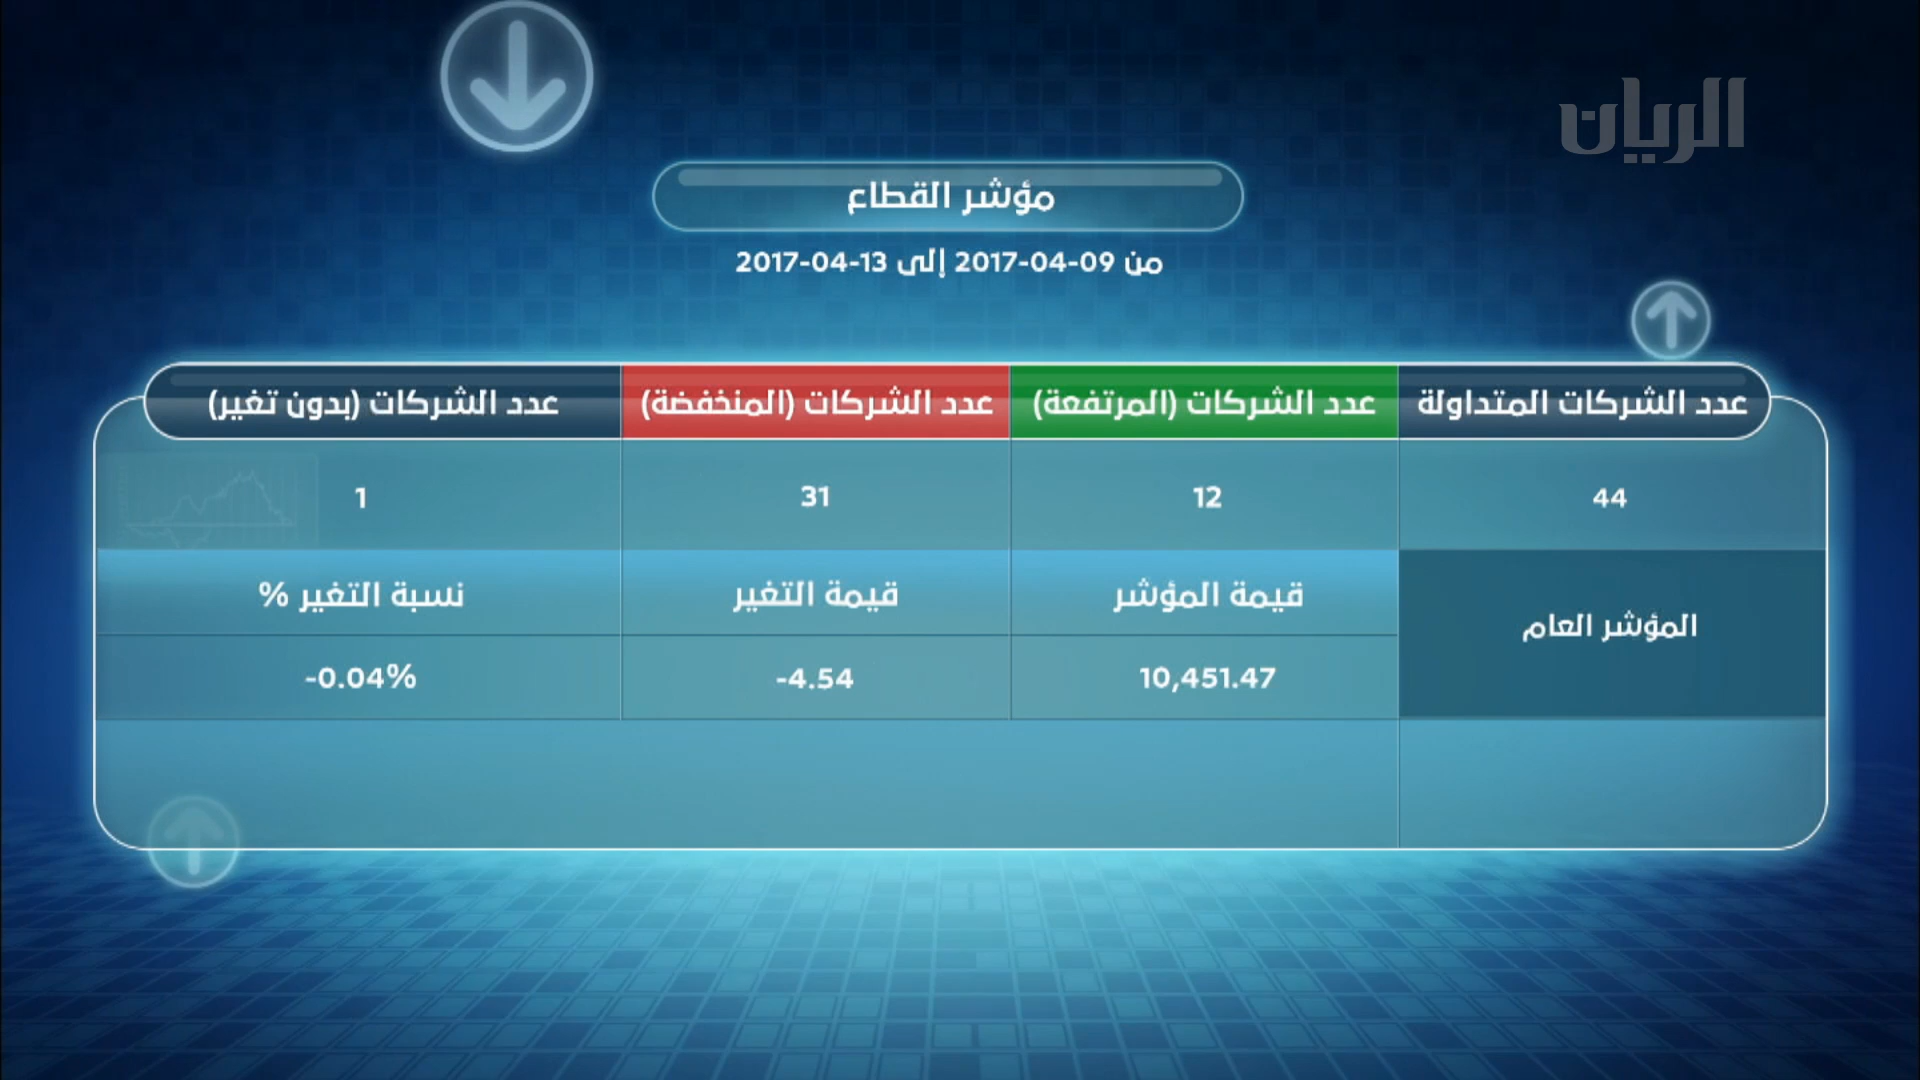 الريان
مؤشر القطاع
من 09-04-2017 إلى 13-04-2017
عدد الشركات المتداولة
عدد الشركات (المرتفعة)
عدد الشركات (المنخفضة)
عدد الشركات (بدون تغير)
44
12
31
1
المؤشر العام
قيمة المؤشر
قيمة التغير
نسبة التغير %
10,451.47
-4.54
-0.04%